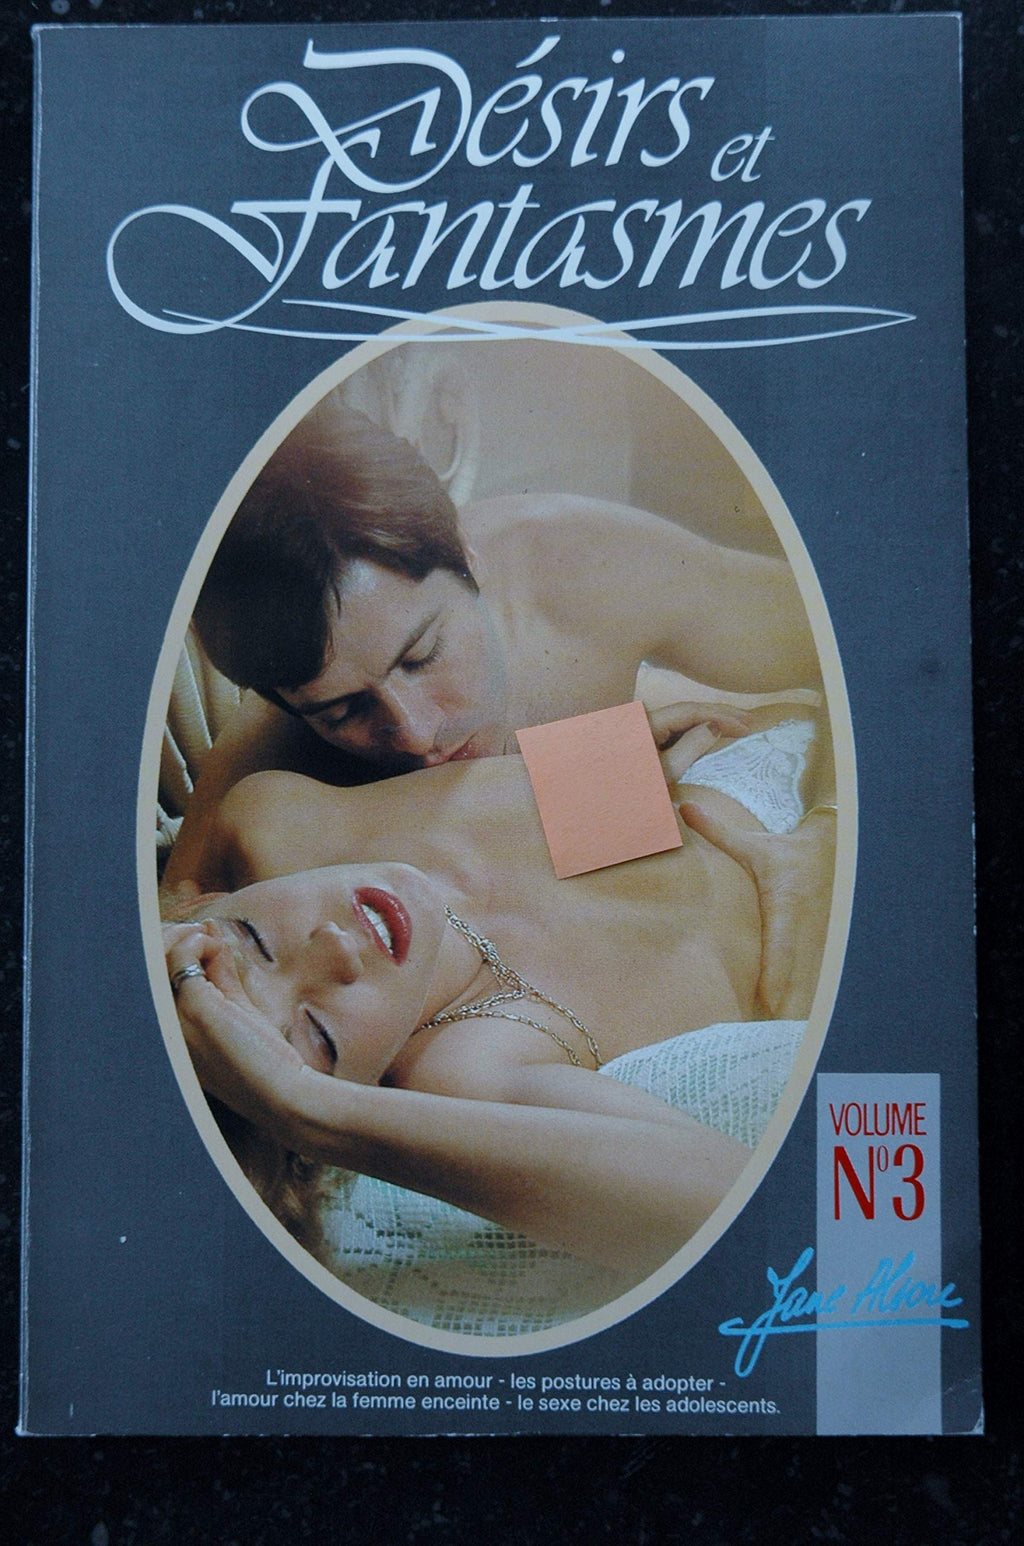 Désirs et
Fantasmes
VOLUME
N° 3
L'improvisation en amour - les postures à adopter -
l'amour chez la femme enceinte - le sexe chez les adolescents.